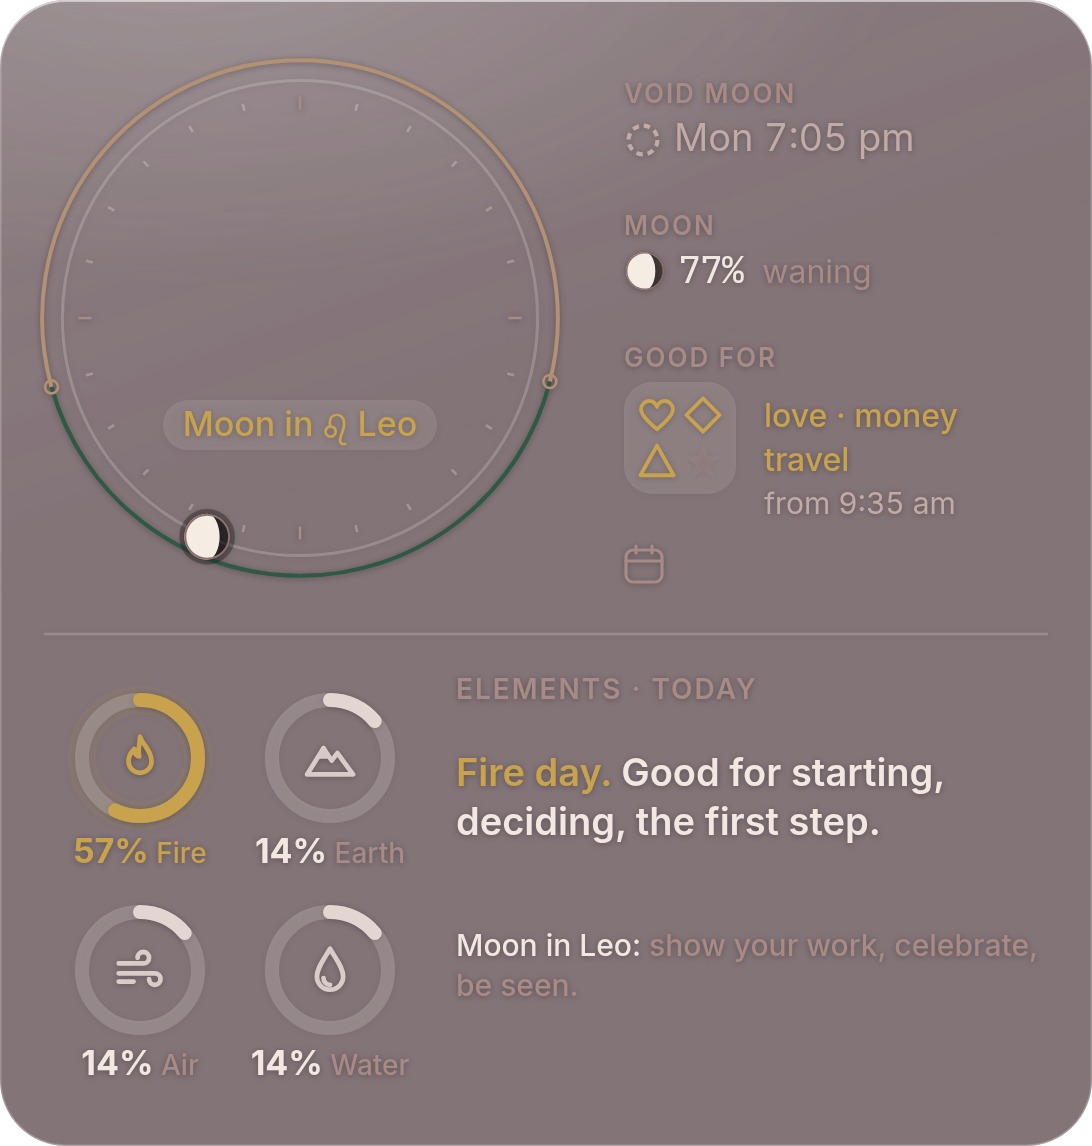 VOID MOON
Mon 7:05 pm
MOON
77% waning
GOOD FOR
love · money
travel
from 9:35 am
Moon in ♌ Leo
ELEMENTS · TODAY
Fire day. Good for starting,
deciding, the first step.
57% Fire
14% Earth
Moon in Leo: show your work, celebrate,
be seen.
14% Air
14% Water